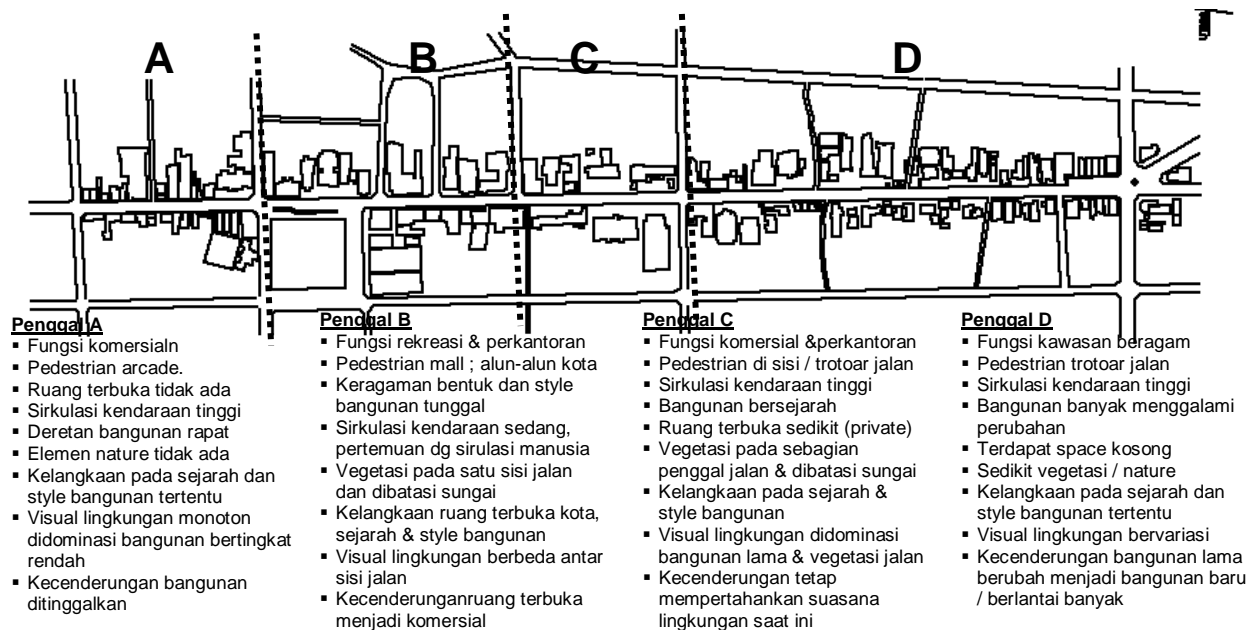 A
B
C
D
Penggal A
▪ Fungsi komersialn
▪ Pedestrian arcade.
▪ Ruang terbuka tidak ada
▪ Sirkulasi kendaraan tinggi
▪ Deretan bangunan rapat
▪ Elemen nature tidak ada
▪ Kelangkaan pada sejarah dan
style bangunan tertentu
▪ Visual lingkungan monoton
didominasi bangunan bertingkat
rendah
▪ Kecenderungan bangunan
ditinggalkan
Penggal B
▪ Fungsi rekreasi & perkantoran
▪ Pedestrian mall ; alun-alun kota
▪ Keragaman bentuk dan style
bangunan tunggal
▪ Sirkulasi kendaraan sedang,
pertemuan dg sirulasi manusia
▪ Vegetasi pada satu sisi jalan
dan dibatasi sungai
▪ Kelangkaan ruang terbuka kota,
sejarah & style bangunan
▪ Visual lingkungan berbeda antar
sisi jalan
▪ Kecenderunganruang terbuka
menjadi komersial
Penggal C
▪ Fungsi komersial &perkantoran
▪ Pedestrian di sisi / trotoar jalan
▪ Sirkulasi kendaraan tinggi
▪ Bangunan bersejarah
▪ Ruang terbuka sedikit (private)
▪ Vegetasi pada sebagian
penggal jalan & dibatasi sungai
▪ Kelangkaan pada sejarah &
style bangunan
▪ Visual lingkungan didominasi
bangunan lama & vegetasi jalan
▪ Kecenderungan tetap
mempertahankan suasana
lingkungan saat ini
Penggal D
▪ Fungsi kawasan beragam
▪ Pedestrian trotoar jalan
▪ Sirkulasi kendaraan tinggi
▪ Bangunan banyak menggalami
perubahan
▪ Terdapat space kosong
▪ Sedikit vegetasi / nature
▪ Kelangkaan pada sejarah dan
style bangunan tertentu
▪ Visual lingkungan bervariasi
▪ Kecenderungan bangunan lama
berubah menjadi bangunan baru
/ berlantai banyak